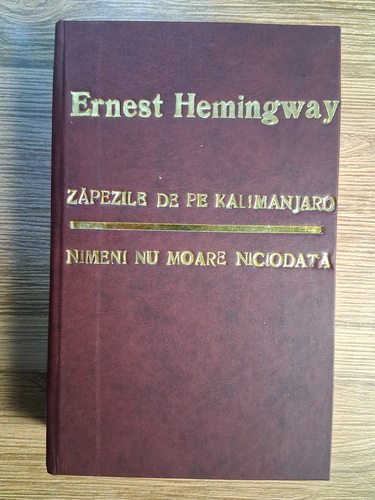 Ernest Hemingway
ZĂPEZILE DE PE KALIMANJARO
NIMENI NU MOARE NICIODATĂ